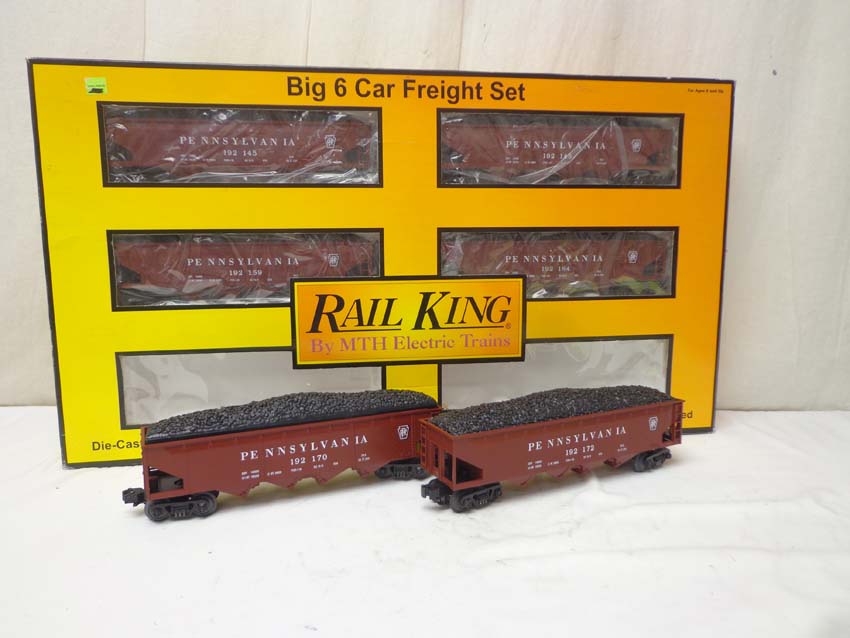 Big 6 Car Freight Set
PENNSYLVANIA
192 145
PENNSYLVANIA
PENNSYLVANIA
192 159
PENNSYLVANIA
192 164
RAIL KING®
By MTH Electric Trains
Die-Cas
PENNSYLVANIA
192 170
PENNSYLVANIA
192 172